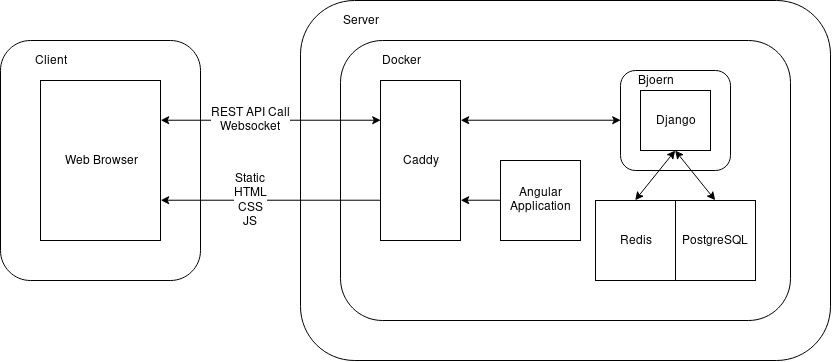 Server
Client
Docker
Bjoern
Web Browser
REST API Call
Websocket
Caddy
Django
Static
HTML
CSS
JS
Angular
Application
Redis
PostgreSQL